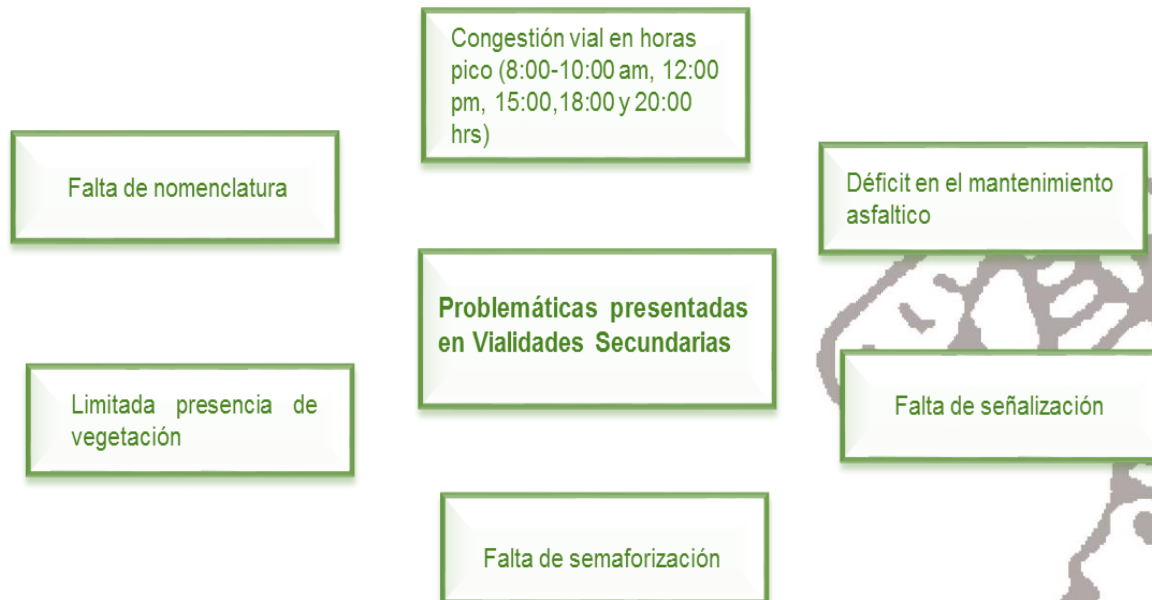 Congestión vial en horas
pico (8:00-10:00 am, 12:00
pm, 15:00,18:00 y 20:00
hrs)
Falta de nomenclatura
Déficit en el mantenimiento
asfaltico
Problemáticas presentadas
en Vialidades Secundarias
Limitada presencia de
vegetación
Falta de señalización
Falta de semaforización